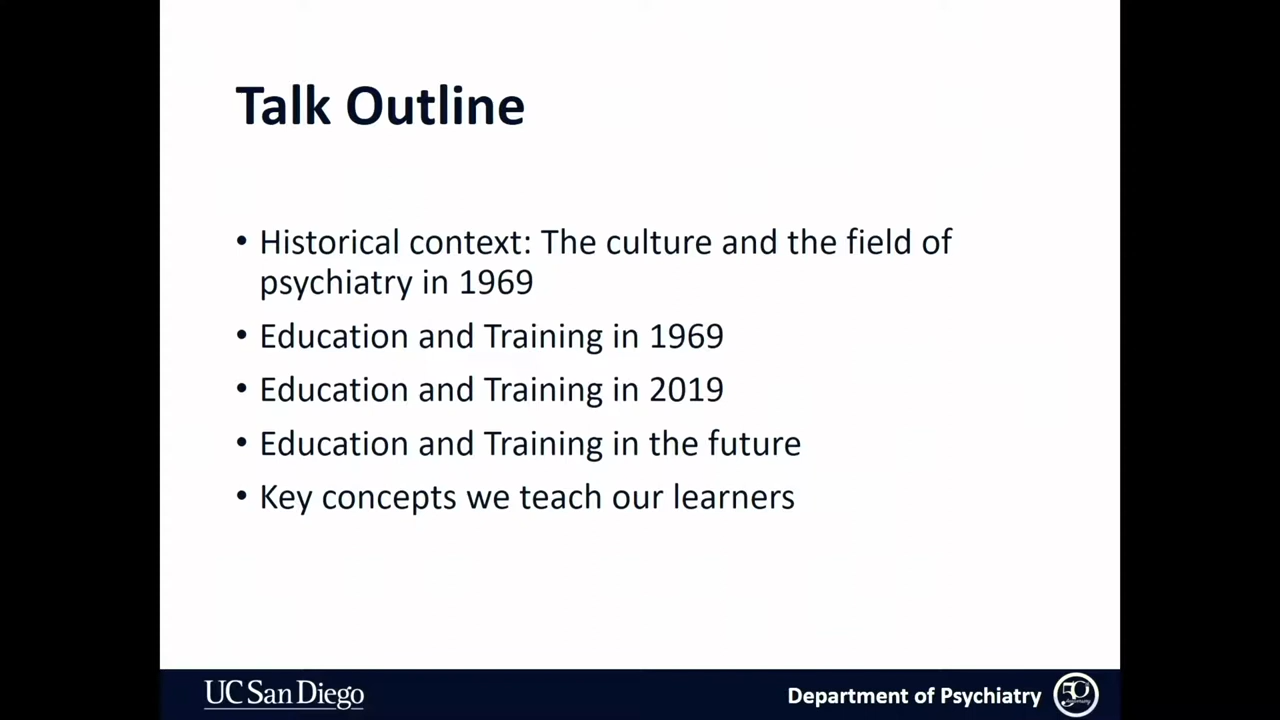 Talk Outline
• Historical context: The culture and the field of
psychiatry in 1969
• Education and Training in 1969
• Education and Training in 2019
• Education and Training in the future
• Key concepts we teach our learners
UC San Diego
Department of Psychiatry
50